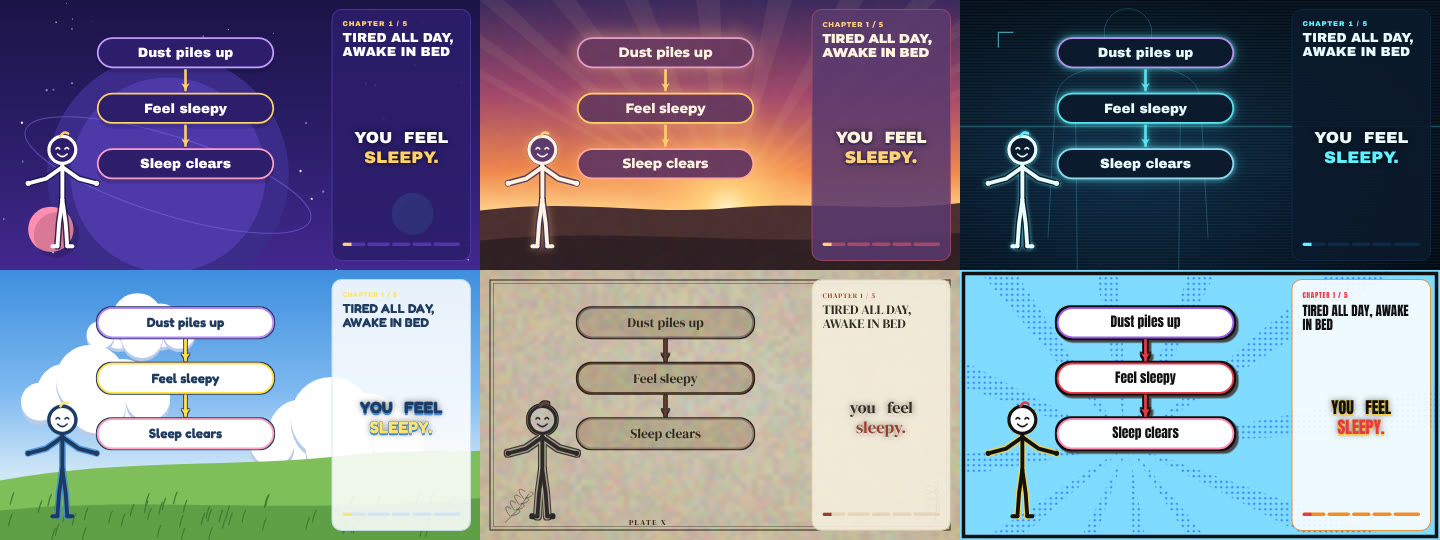 Dust piles up
Feel sleepy
Sleep clears
CHAPTER 1 / 5
TIRED ALL DAY,
AWAKE IN BED
YOU FEEL
SLEEPY.
Dust piles up
Feel sleepy
Sleep clears
CHAPTER 1 / 5
TIRED ALL DAY,
AWAKE IN BED
YOU FEEL
SLEEPY.
Dust piles up
Feel sleepy
Sleep clears
CHAPTER 1 / 5
TIRED ALL DAY,
AWAKE IN BED
YOU FEEL
SLEEPY.
Dust piles up
Feel sleepy
Sleep clears
CHAPTER 1 / 5
TIRED ALL DAY,
AWAKE IN BED
YOU FEEL
SLEEPY.
Dust piles up
Feel sleepy
Sleep clears
PLATE X
CHAPTER 1 / 5
TIRED ALL DAY,
AWAKE IN BED
you feel
sleepy.
Dust piles up
Feel sleepy
Sleep clears
CHAPTER 1 / 5
TIRED ALL DAY, AWAKE
IN BED
YOU FEEL
SLEEPY.